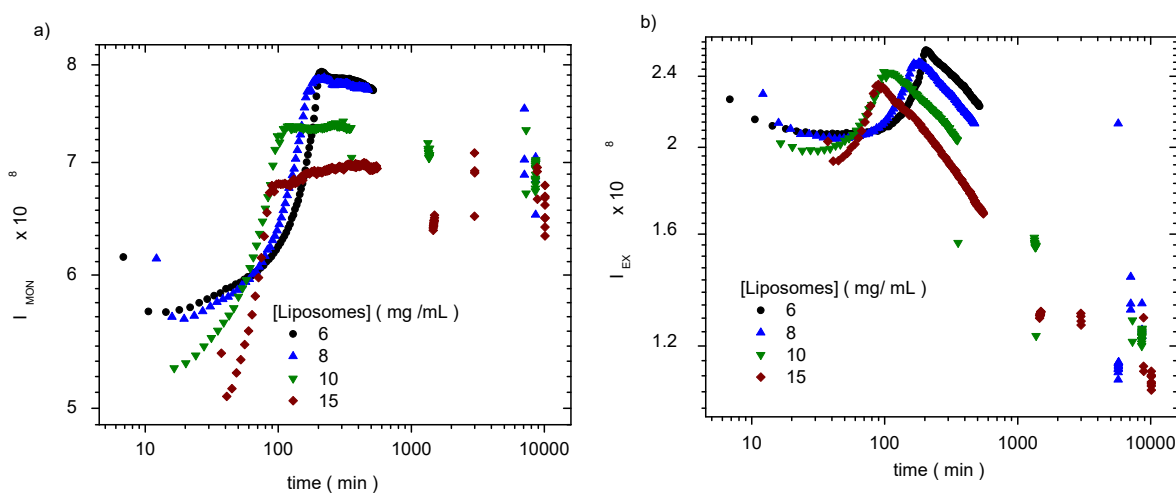 a)
8
7
6
5
I MON x 10 8
10 100 1000 10000
time ( min )
[Liposomes] ( mg /mL )
6
8
10
15
b)
2.4
2.0
1.6
1.2
I EX x 10 8
10 100 1000 10000
time ( min )
[Liposomes] ( mg/ mL )
6
8
10
15